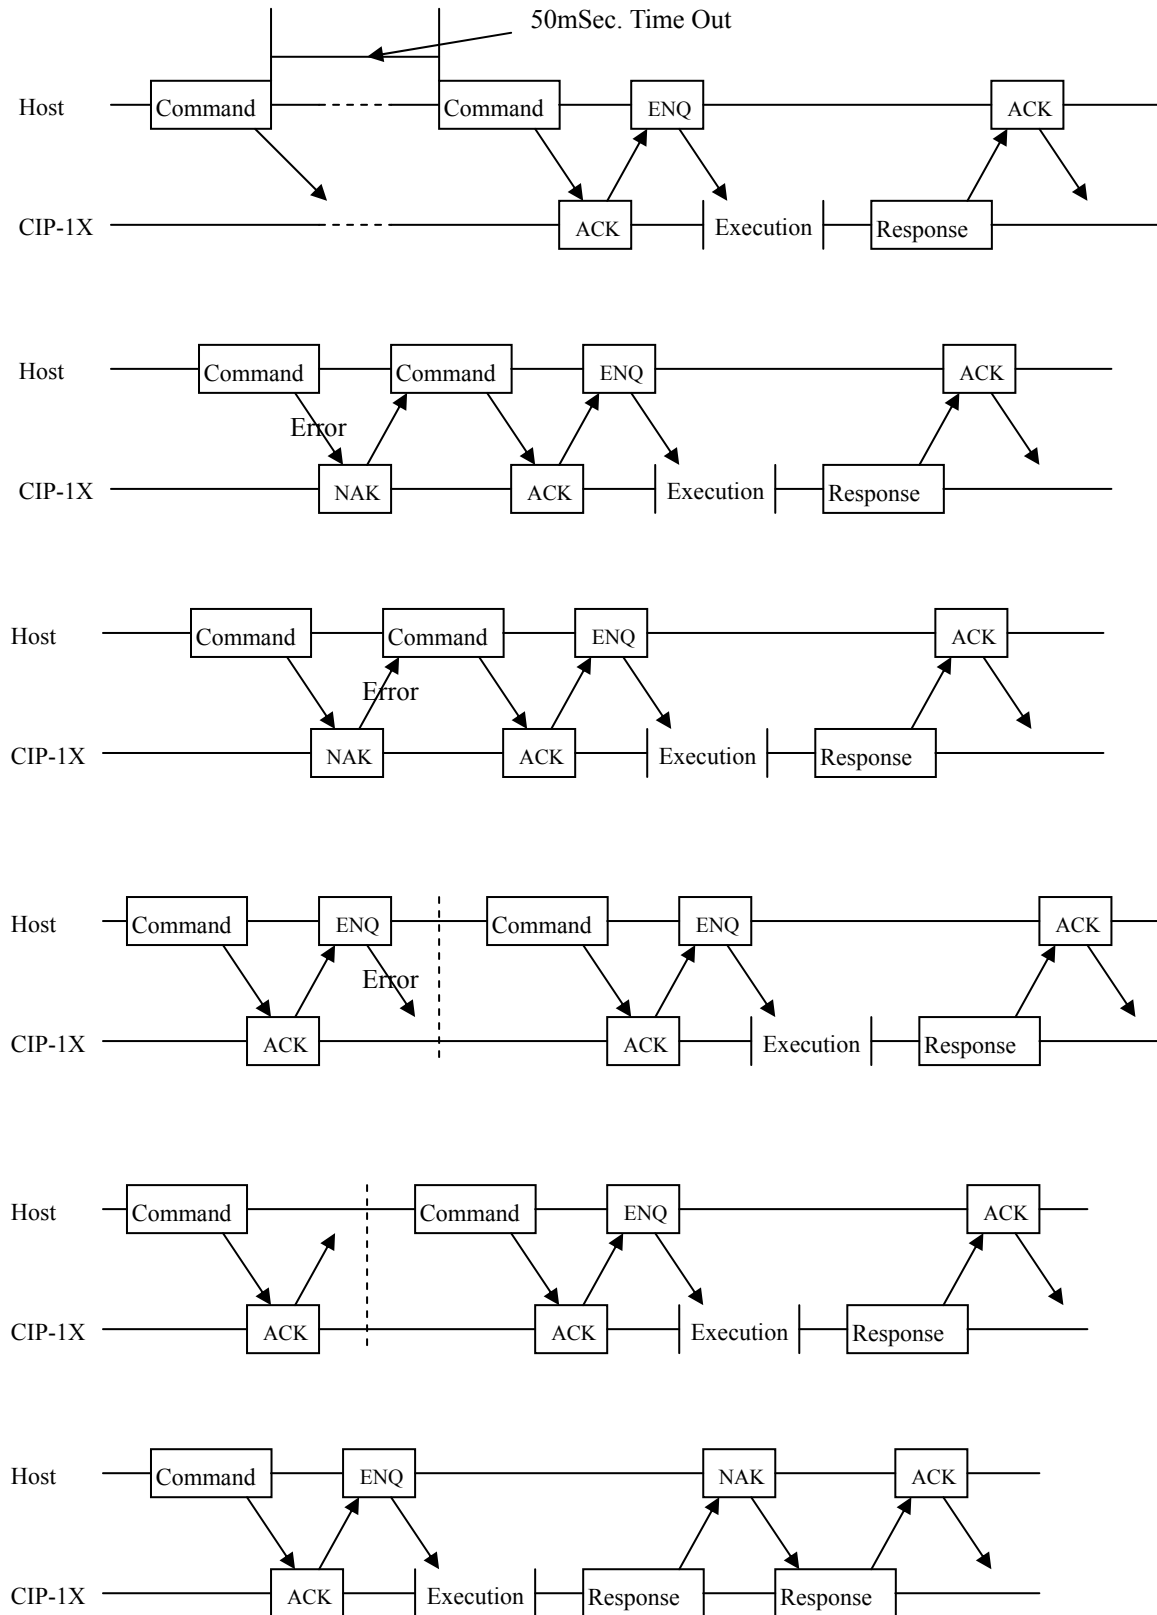 50mSec. Time Out
Host Command Command ENQ ACK
CIP-1X ACK Execution Response
Host Command Command ENQ ACK
Error
CIP-1X NAK ACK Execution Response
Host Command Command ENQ ACK
Error
CIP-1X NAK ACK Execution Response
Host Command ENQ Command ENQ ACK
Error
CIP-1X ACK ACK Execution Response
Host Command Command ENQ ACK
CIP-1X ACK ACK Execution Response
Host Command ENQ NAK ACK
CIP-1X ACK Execution Response Response